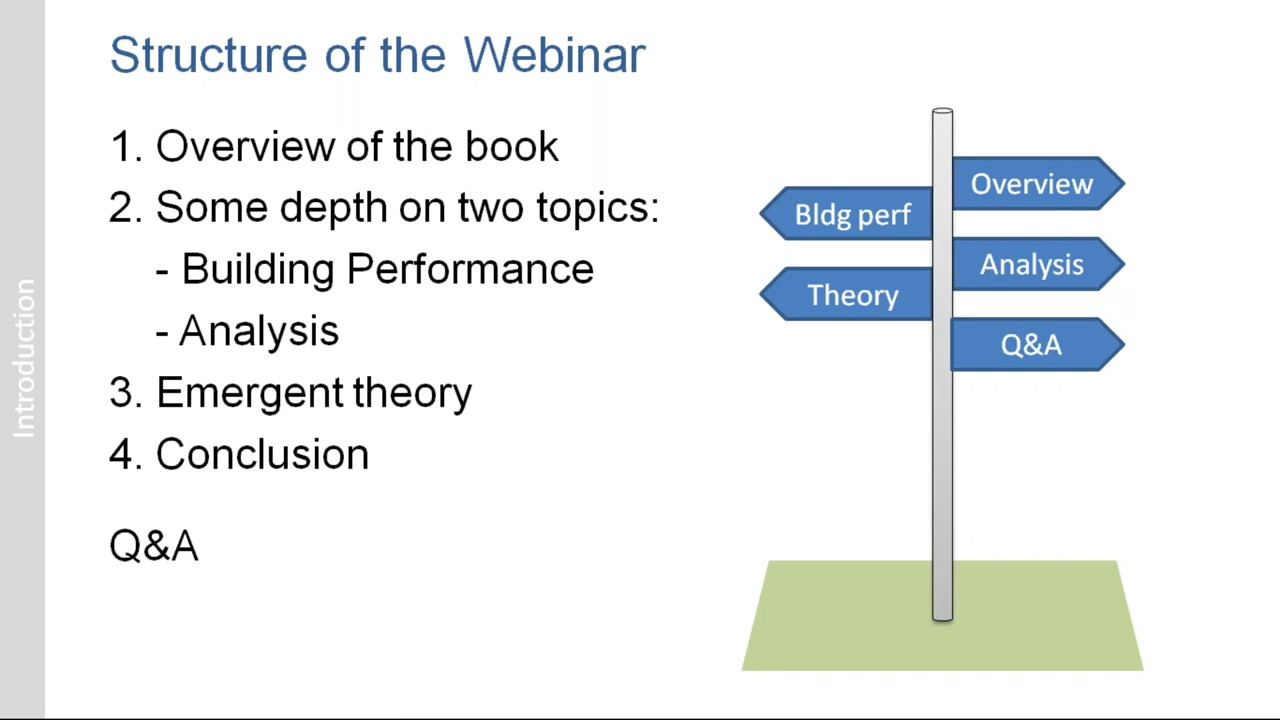 Structure of the Webinar
1. Overview of the book
2. Some depth on two topics:
- Building Performance
- Analysis
3. Emergent theory
4. Conclusion
Q&A
Overview
Bldg perf
Analysis
Theory
Q&A
Introduction